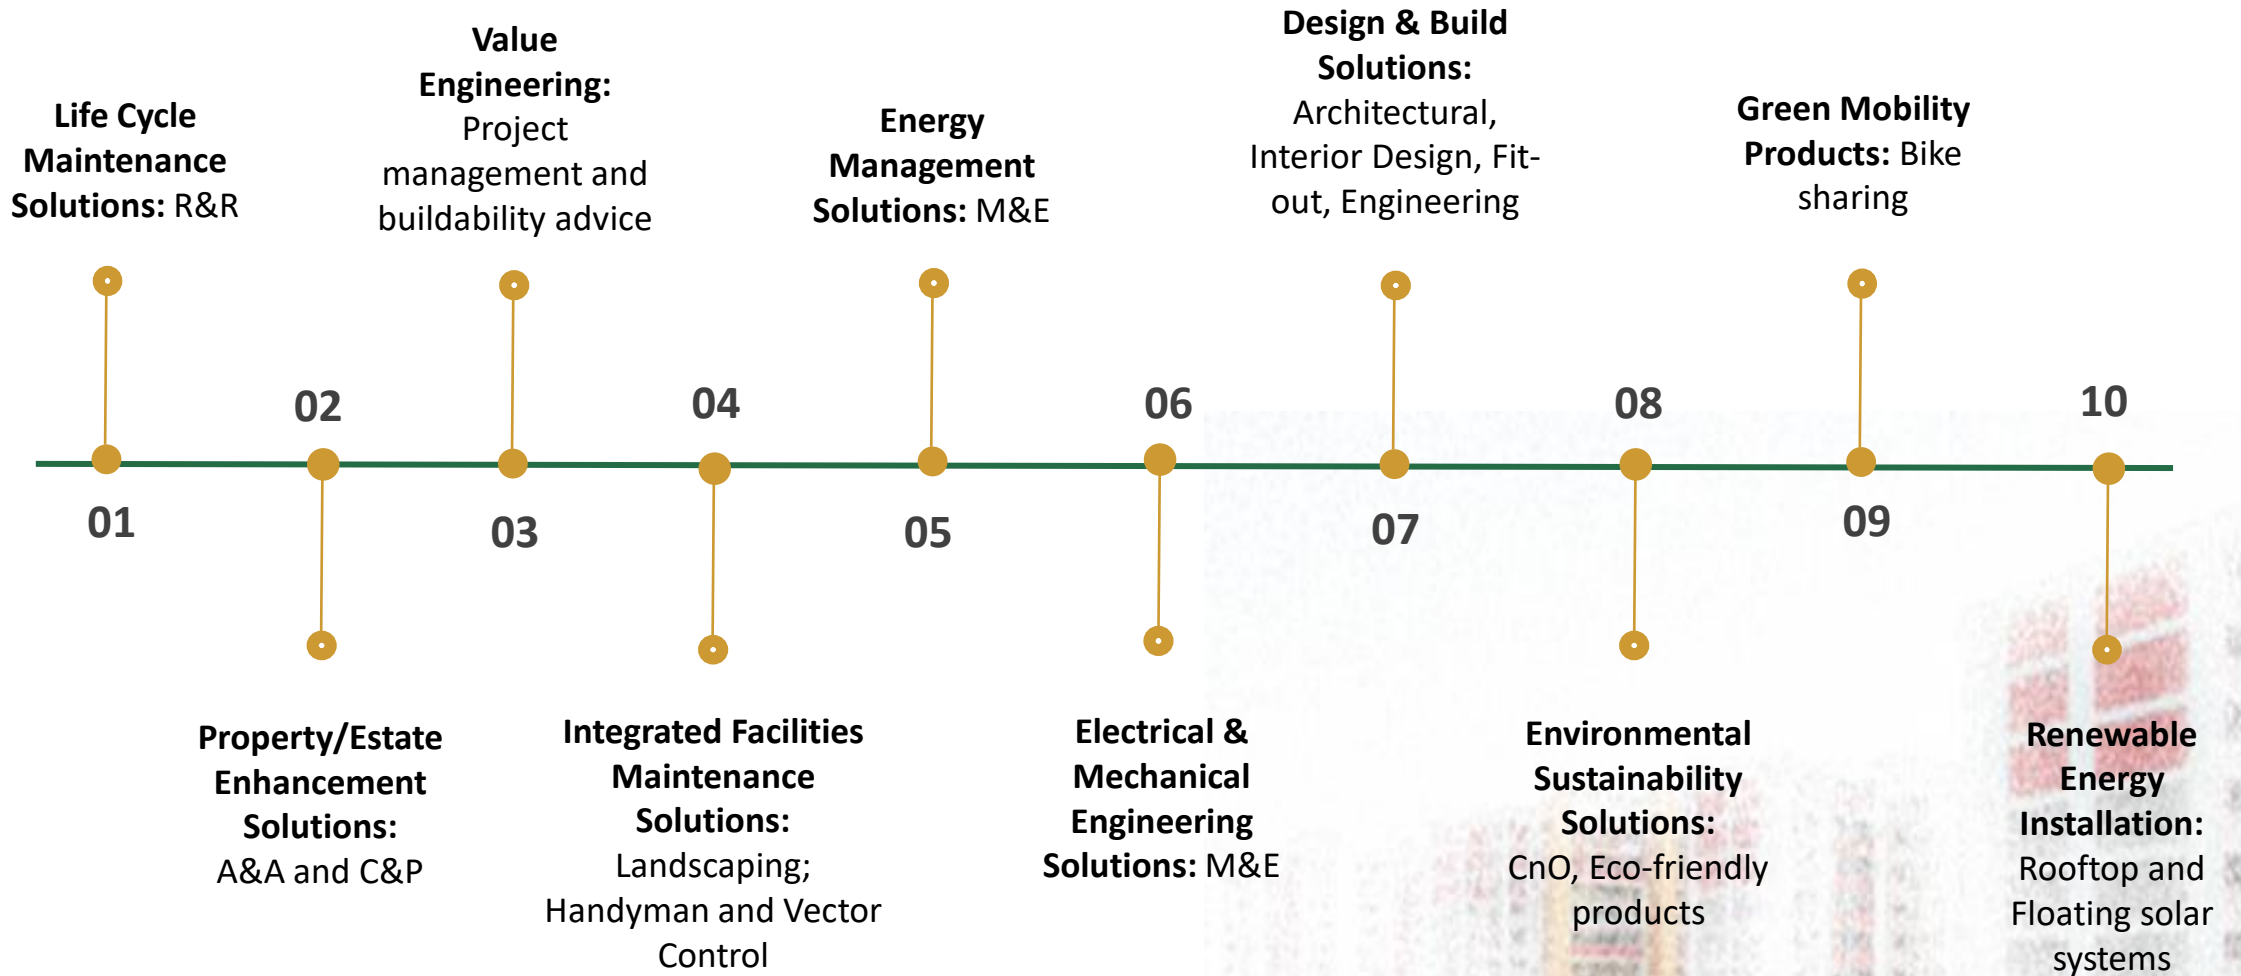 Life Cycle
Maintenance
Solutions: R&R
01
02
Property/Estate
Enhancement
Solutions:
A&A and C&P
Value
Engineering:
Project
management and
buildability advice
03
04
Integrated Facilities
Maintenance
Solutions:
Landscaping;
Handyman and Vector
Control
Energy
Management
Solutions: M&E
05
06
Electrical &
Mechanical
Engineering
Solutions: M&E
Design & Build
Solutions:
Architectural,
Interior Design, Fit-
out, Engineering
07
08
Environmental
Sustainability
Solutions:
CnO, Eco-friendly
products
Green Mobility
Products: Bike
sharing
09
10
Renewable
Energy
Installation:
Rooftop and
Floating solar
systems